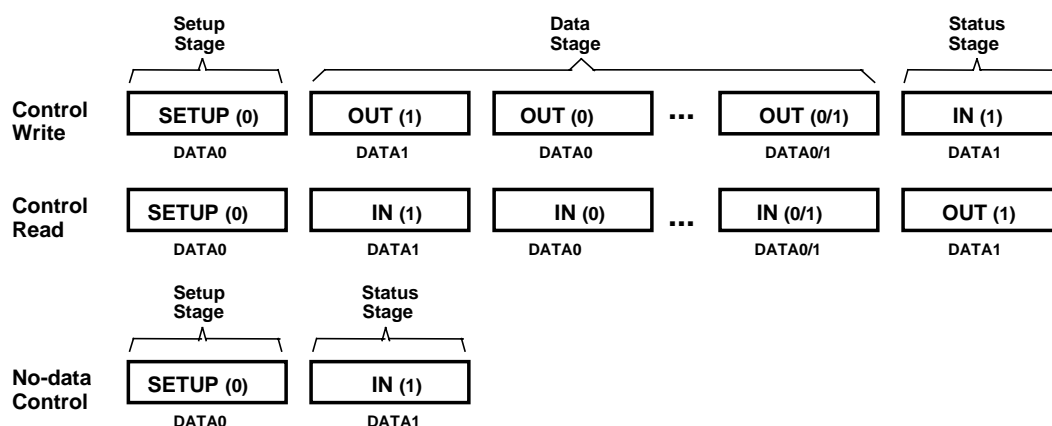 Setup
Stage
Data
Stage
Status
Stage
Control
Write
SETUP (0)
OUT (1)
OUT (0)
...
OUT (0/1)
IN (1)
DATA0
DATA1
DATA0
DATA0/1
DATA1
Control
Read
SETUP (0)
IN (1)
IN (0)
...
IN (0/1)
OUT (1)
DATA0
DATA1
DATA0
DATA0/1
DATA1
Setup
Stage
Status
Stage
No-data
Control
SETUP (0)
IN (1)
DATA0
DATA1